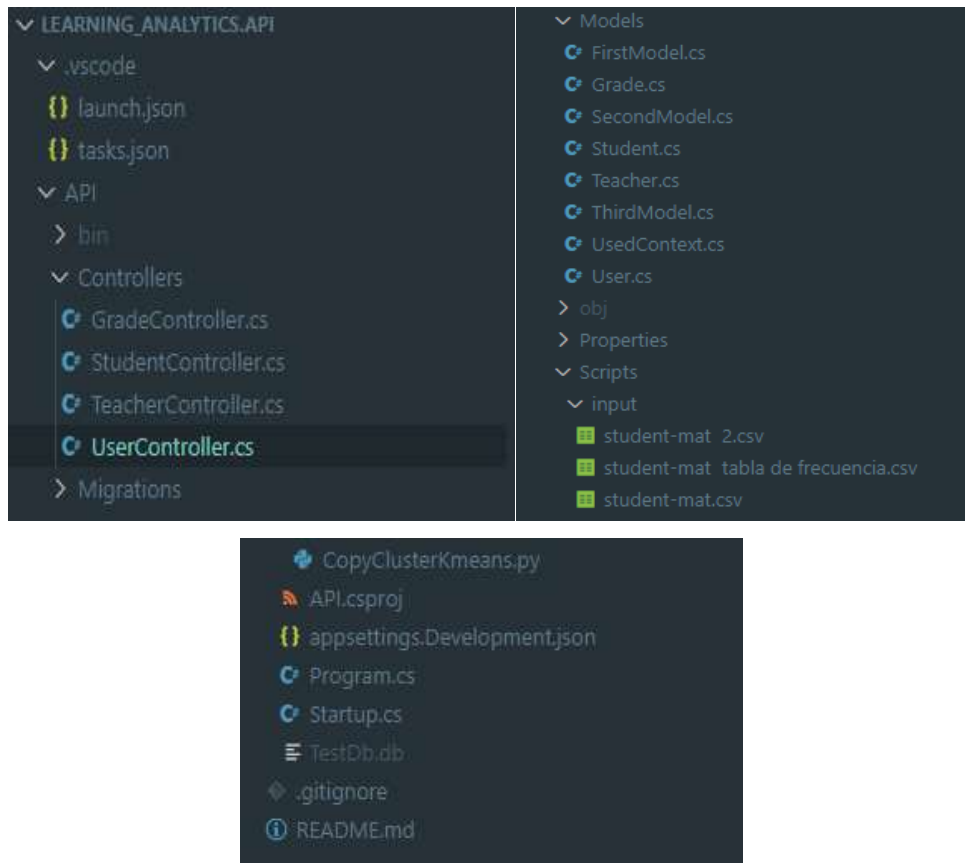 LEARNING_ANALYTICS.API
.vscode
{} launch.json
{} tasks.json
API
bin
Controllers
C# GradeController.cs
C# StudentController.cs
C# TeacherController.cs
C# UserController.cs
Migrations
Models
C# FirstModel.cs
C# Grade.cs
C# SecondModel.cs
C# Student.cs
C# Teacher.cs
C# ThirdModel.cs
C# UsedContext.cs
C# User.cs
obj
Properties
Scripts
input
student-mat 2.csv
student-mat tabla de frecuencia.csv
student-mat.csv
CopyClusterKmeans.py
API.csproj
{} appsettings.Development.json
C# Program.cs
C# Startup.cs
TestDb.db
.gitignore
README.md